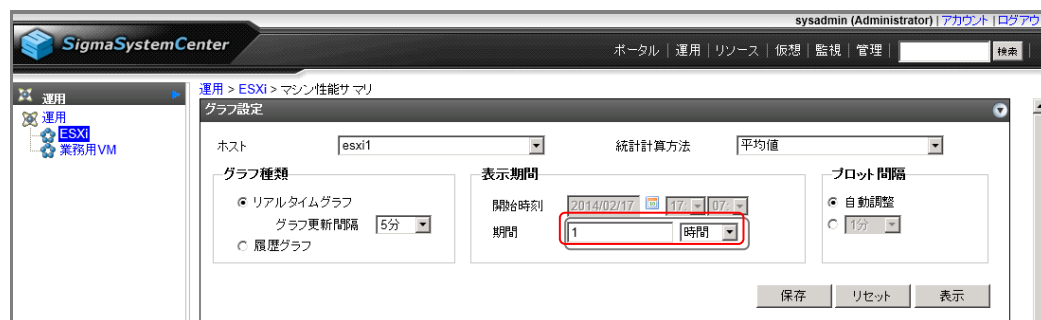 sysadmin (Administrator) | アカウント | ログアウ
SigmaSystemCenter
ポータル | 運用 | リソース | 仮想 | 監視 | 管理 | 検索 |
運用
運用
ESXi
業務用VM
運用 > ESXi > マシン性能サマリ
グラフ設定
ホスト esxi1 統計計算方法 平均値
グラフ種類 表示期間 プロット間隔
リアルタイムグラフ 開始時刻 2014/02/17 17: 07: 自動調整
グラフ更新間隔 5分 期間 1 時間 1分
履歴グラフ
保存 リセット 表示